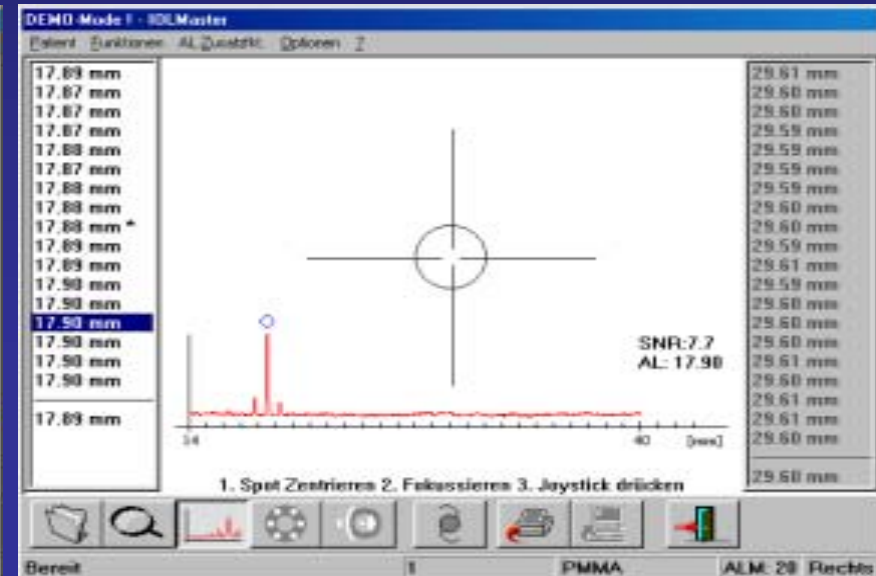 DEMO-Mode ! - IOLMaster
Patient Funktionen AL Zusatzfkt. Optionen ?
17.89 mm
17.87 mm
17.87 mm
17.87 mm
17.88 mm
17.87 mm
17.88 mm
17.88 mm
17.88 mm *
17.89 mm
17.89 mm
17.90 mm
17.90 mm
17.90 mm
17.90 mm
17.90 mm
17.90 mm
17.89 mm
SNR:7.7
AL: 17.90
14
40
[mm]
1. Spot Zentrieren 2. Fokussieren 3. Joystick drücken
29.61 mm
29.60 mm
29.60 mm
29.59 mm
29.59 mm
29.59 mm
29.59 mm
29.60 mm
29.60 mm
29.59 mm
29.61 mm
29.59 mm
29.60 mm
29.60 mm
29.60 mm
29.61 mm
29.60 mm
29.61 mm
29.61 mm
29.60 mm
29.60 mm
Bereit 1 PMMA ALM: 20 Rechts